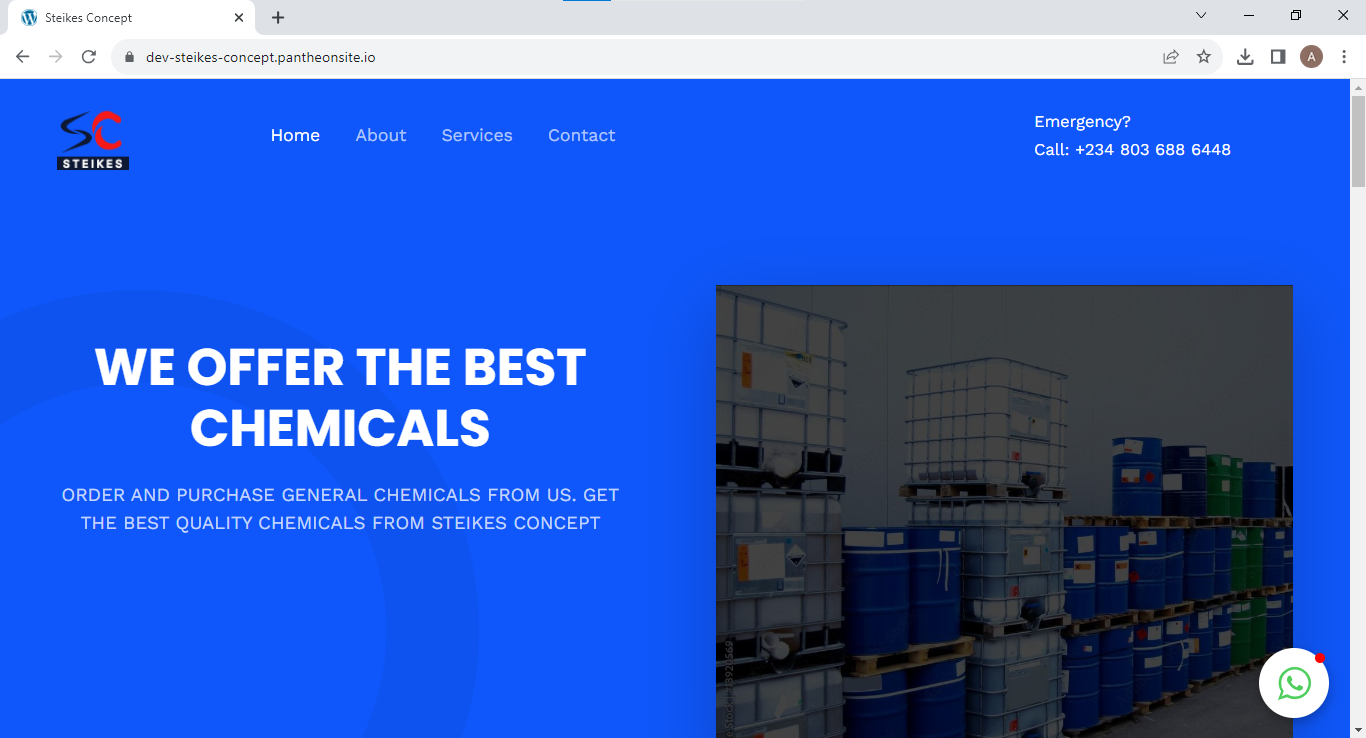 Steikes Concept
dev-steikes-concept.pantheonsite.io
A
SC
STEIKES
Home About Services Contact
Emergency?
Call: +234 803 688 6448
WE OFFER THE BEST
CHEMICALS
ORDER AND PURCHASE GENERAL CHEMICALS FROM US. GET
THE BEST QUALITY CHEMICALS FROM STEIKES CONCEPT